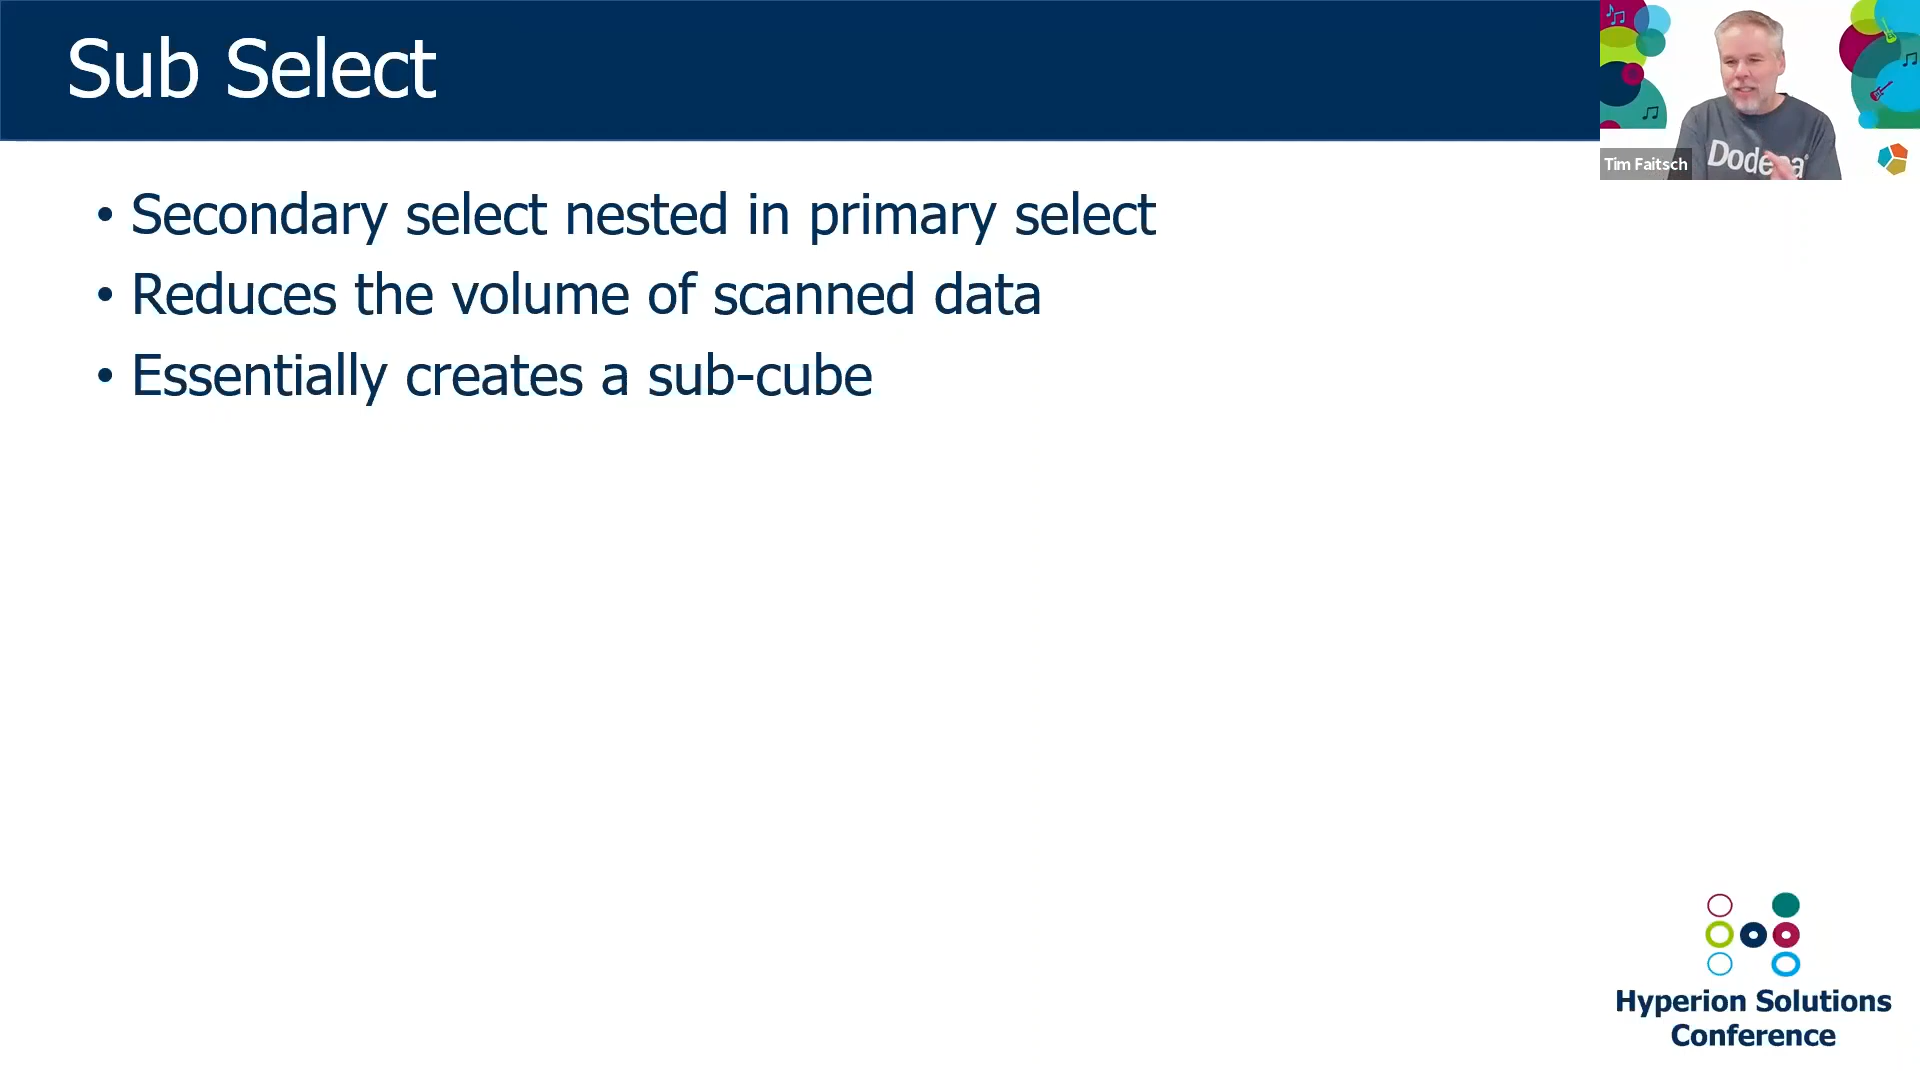 Sub Select
• Secondary select nested in primary select
• Reduces the volume of scanned data
• Essentially creates a sub-cube
Tim Faitsch
Hyperion Solutions
Conference